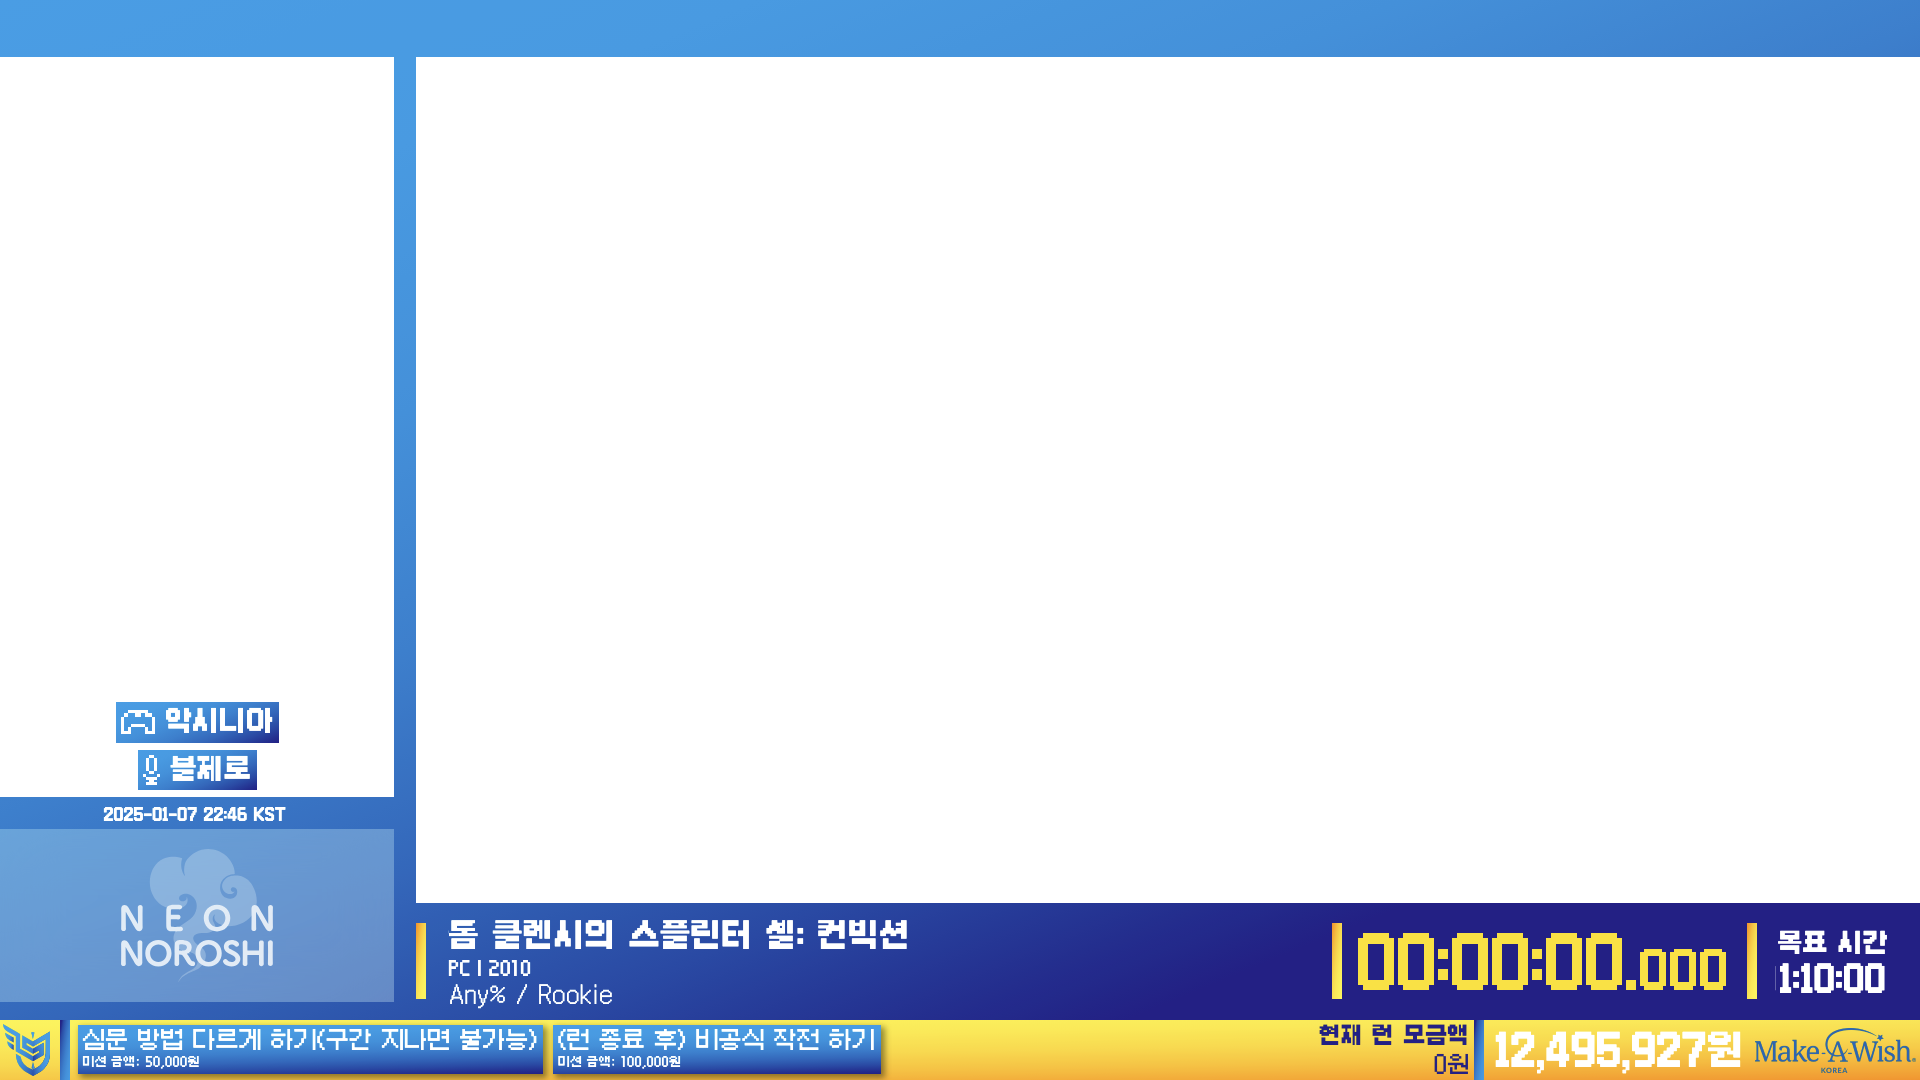 악시니아
블제로
2025-01-07 22:46 KST
NEON
NOROSHI
톰 클랜시의 스플린터 셀: 컨빅션
PC | 2010
Any% / Rookie
00:00:00.000
목표 시간
1:10:00
심문 방법 다르게 하기(구간 지나면 불가능)
미션 금액: 50,000원
(런 종료 후) 비공식 작전 하기
미션 금액: 100,000원
현재 런 모금액
0원
12,495,927원
Make-A-Wish®
KOREA